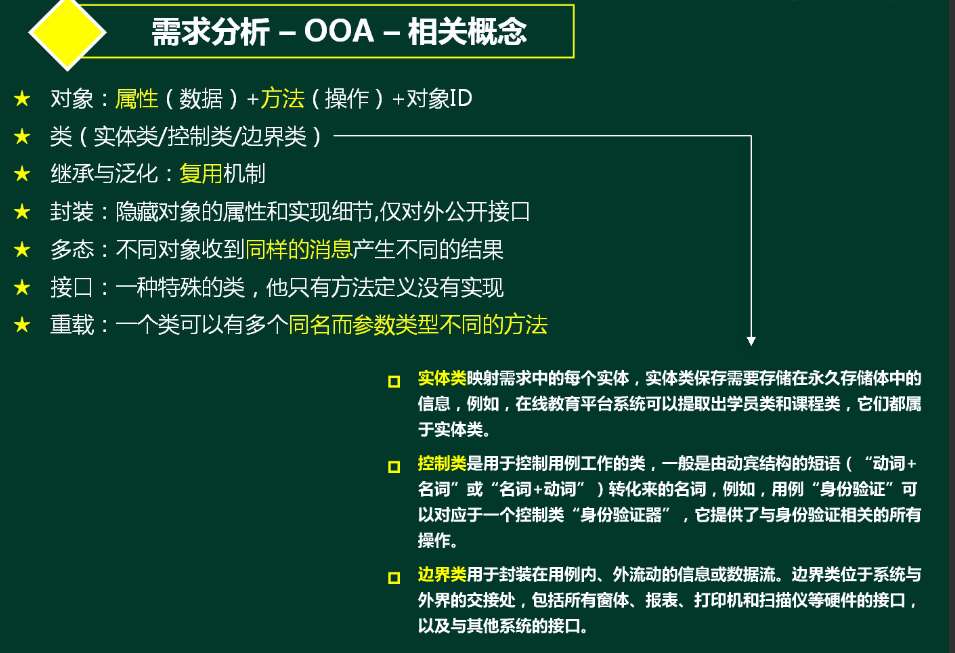 需求分析 – OOA – 相关概念
★ 对象：属性（数据）+方法（操作）+对象ID
★ 类（实体类/控制类/边界类）
★ 继承与泛化：复用机制
★ 封装：隐藏对象的属性和实现细节,仅对外公开接口
★ 多态：不同对象收到同样的消息产生不同的结果
★ 接口：一种特殊的类，他只有方法定义没有实现
★ 重载：一个类可以有多个同名而参数类型不同的方法
实体类映射需求中的每个实体，实体类保存需要存储在永久存储体中的
信息，例如，在线教育平台系统可以提取出学员类和课程类，它们都属
于实体类。
控制类是用于控制用例工作的类，一般是由动宾结构的短语（“动词+
名词”或“名词+动词”）转化来的名词，例如，用例“身份验证”可
以对应于一个控制类“身份验证器”，它提供了与身份验证相关的所有
操作。
边界类用于封装在用例内、外流动的信息或数据流。边界类位于系统与
外界的交接处，包括所有窗体、报表、打印机和扫描仪等硬件的接口，
以及与其他系统的接口。